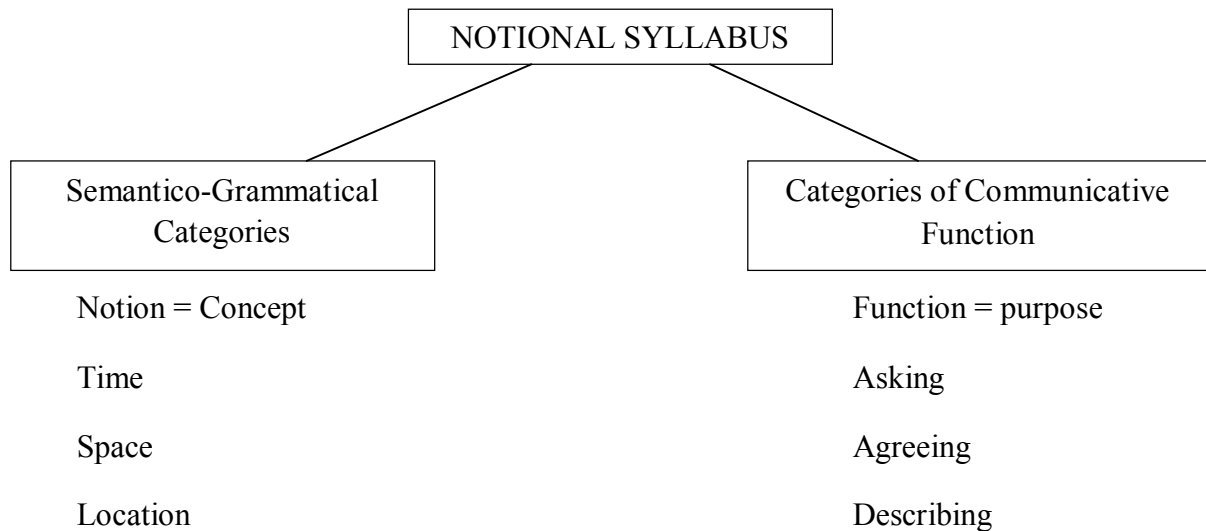 NOTIONAL SYLLABUS
Semantico-Grammatical
Categories
Notion = Concept
Time
Space
Location
Categories of Communicative
Function
Function = purpose
Asking
Agreeing
Describing